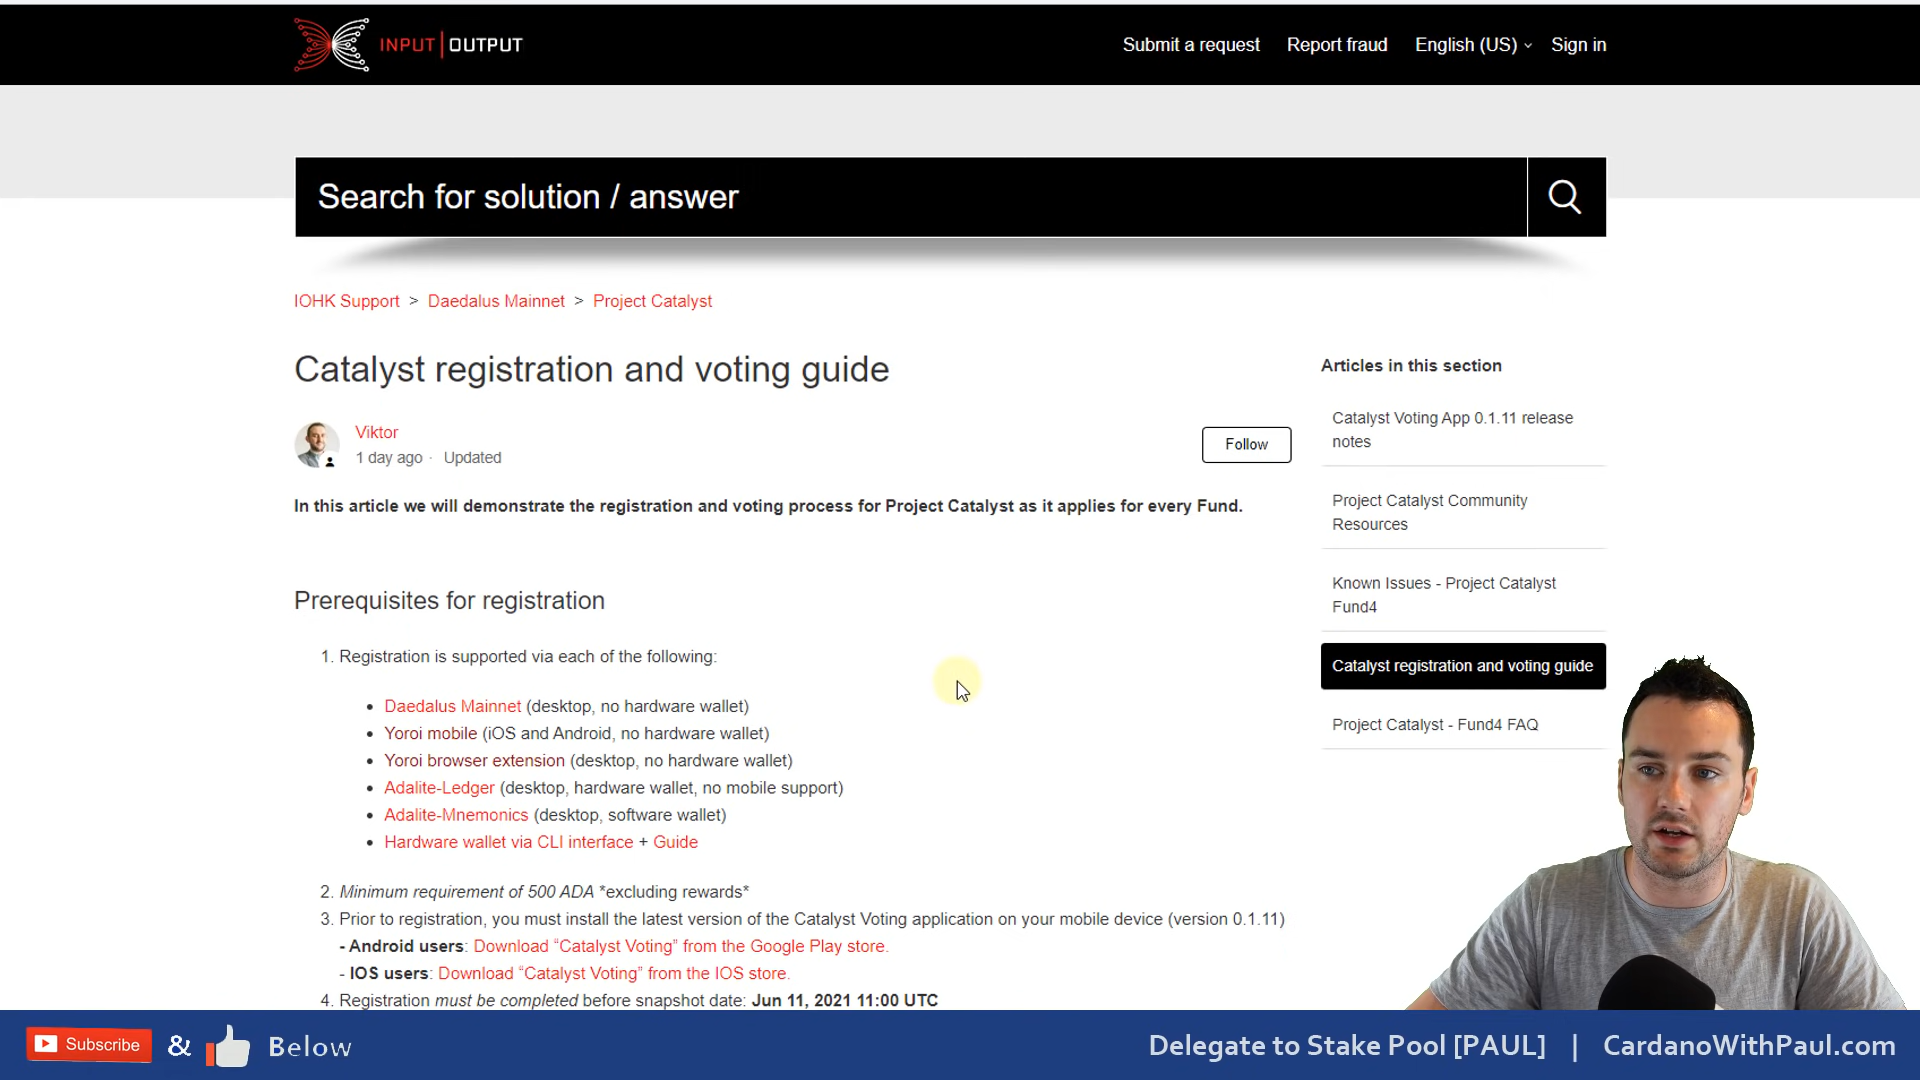 INPUT | OUTPUT
Submit a request
Report fraud
English (US)
Sign in
Search for solution / answer
IOHK Support > Daedalus Mainnet > Project Catalyst
Catalyst registration and voting guide
Viktor
1 day ago · Updated
Follow
In this article we will demonstrate the registration and voting process for Project Catalyst as it applies for every Fund.
Prerequisites for registration
1. Registration is supported via each of the following:
• Daedalus Mainnet (desktop, no hardware wallet)
• Yoroi mobile (iOS and Android, no hardware wallet)
• Yoroi browser extension (desktop, no hardware wallet)
• Adalite-Ledger (desktop, hardware wallet, no mobile support)
• Adalite-Mnemonics (desktop, software wallet)
• Hardware wallet via CLI interface + Guide
2. Minimum requirement of 500 ADA *excluding rewards*
3. Prior to registration, you must install the latest version of the Catalyst Voting application on your mobile device (version 0.1.11)
- Android users: Download “Catalyst Voting” from the Google Play store.
- IOS users: Download “Catalyst Voting” from the IOS store.
4. Registration must be completed before snapshot date: Jun 11, 2021 11:00 UTC
Articles in this section
Catalyst Voting App 0.1.11 release
notes
Project Catalyst Community
Resources
Known Issues - Project Catalyst
Fund4
Catalyst registration and voting guide
Project Catalyst - Fund4 FAQ
Subscribe & Below
Delegate to Stake Pool [PAUL] | CardanoWithPaul.com